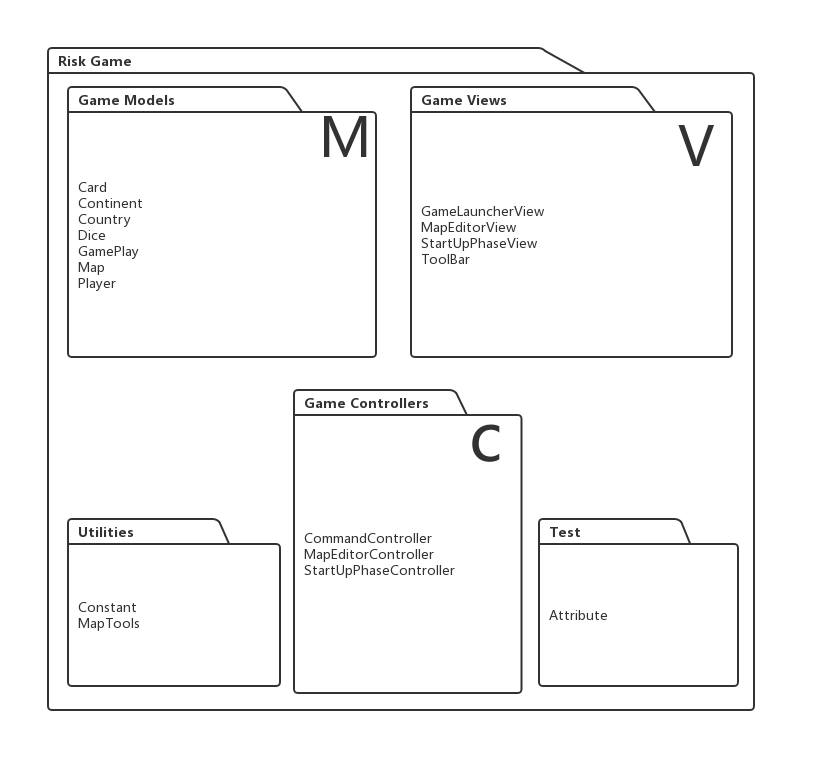 Risk Game
Game Models
M
Card
Continent
Country
Dice
GamePlay
Map
Player
Game Views
V
GameLauncherView
MapEditorView
StartUpPhaseView
ToolBar
Game Controllers
C
CommandController
MapEditorController
StartUpPhaseController
Utilities
Constant
MapTools
Test
Attribute